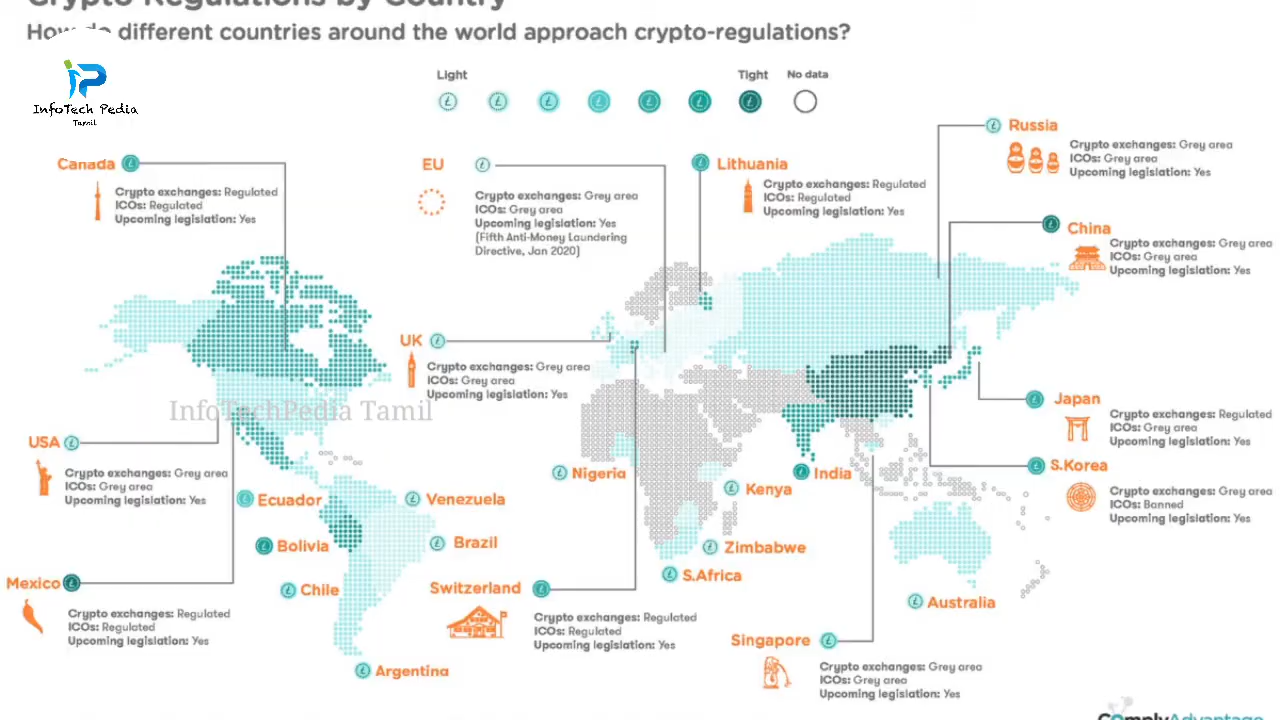 Crypto Regulations by Country
How do different countries around the world approach crypto-regulations?
InfoTech Pedia
Tamil
Light
Tight
No data
Canada
Crypto exchanges: Regulated
ICOs: Regulated
Upcoming legislation: Yes
EU
Crypto exchanges: Grey area
ICOs: Grey area
Upcoming legislation: Yes
(Fifth Anti-Money Laundering
Directive, Jan 2020)
Lithuania
Crypto exchanges: Regulated
ICOs: Regulated
Upcoming legislation: Yes
Russia
Crypto exchanges: Grey area
ICOs: Grey area
Upcoming legislation: Yes
China
Crypto exchanges: Grey area
ICOs: Grey area
Upcoming legislation: Yes
UK
Crypto exchanges: Grey area
ICOs: Grey area
Upcoming legislation: Yes
InfoTechPedia Tamil
Japan
Crypto exchanges: Regulated
ICOs: Grey area
Upcoming legislation: Yes
USA
Crypto exchanges: Grey area
ICOs: Grey area
Upcoming legislation: Yes
Nigeria
India
S.Korea
Crypto exchanges: Grey area
ICOs: Banned
Upcoming legislation: Yes
Kenya
Ecuador
Venezuela
Bolivia
Brazil
Zimbabwe
Chile
S.Africa
Mexico
Crypto exchanges: Regulated
ICOs: Regulated
Upcoming legislation: Yes
Switzerland
Crypto exchanges: Regulated
ICOs: Regulated
Upcoming legislation: Yes
Australia
Singapore
Crypto exchanges: Grey area
ICOs: Grey area
Upcoming legislation: Yes
Argentina
ComplyAdvantage